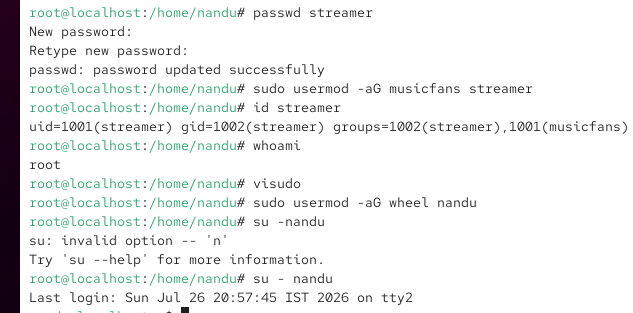 root@localhost:/home/nandu# passwd streamer
New password:
Retype new password:
passwd: password updated successfully
root@localhost:/home/nandu# sudo usermod -aG musicfans streamer
root@localhost:/home/nandu# id streamer
uid=1001(streamer) gid=1002(streamer) groups=1002(streamer),1001(musicfans)
root@localhost:/home/nandu# whoami
root
root@localhost:/home/nandu# visudo
root@localhost:/home/nandu# sudo usermod -aG wheel nandu
root@localhost:/home/nandu# su -nandu
su: invalid option -- 'n'
Try 'su --help' for more information.
root@localhost:/home/nandu# su - nandu
Last login: Sun Jul 26 20:57:45 IST 2026 on tty2